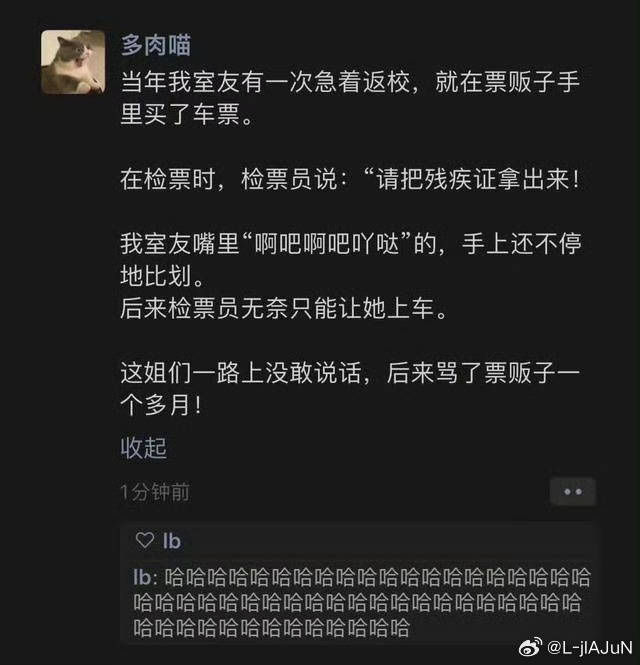 多肉喵
当年我室友有一次急着返校，就在票贩子手
里买了车票。
在检票时，检票员说：“请把残疾证拿出来！
我室友嘴里“啊吧啊吧吖哒”的，手上还不停
地比划。
后来检票员无奈只能让她上车。
这姐们一路上没敢说话，后来骂了票贩子一
个多月！
收起
1分钟前
lb
lb: 哈哈哈哈哈哈哈哈哈哈哈哈哈哈哈哈哈哈哈哈
哈哈哈哈哈哈哈哈哈哈哈哈哈哈哈哈哈哈哈哈哈
哈哈哈哈哈哈哈哈哈哈哈哈哈
@L-jIAJuN